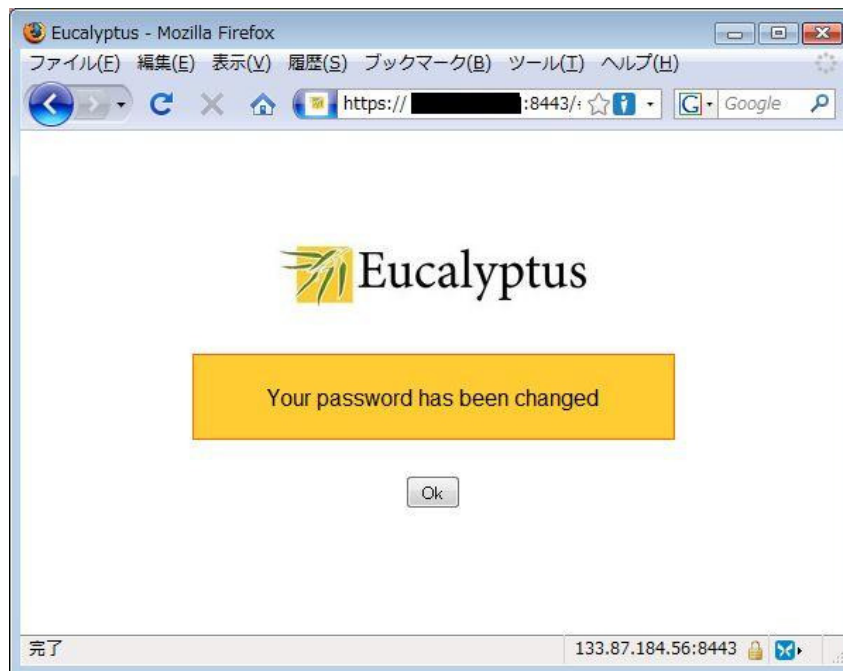 Eucalyptus - Mozilla Firefox
ファイル(F) 編集(E) 表示(V) 履歴(S) ブックマーク(B) ツール(T) ヘルプ(H)
https:// :8443/ G Google
Eucalyptus
Your password has been changed
Ok
完了 133.87.184.56:8443